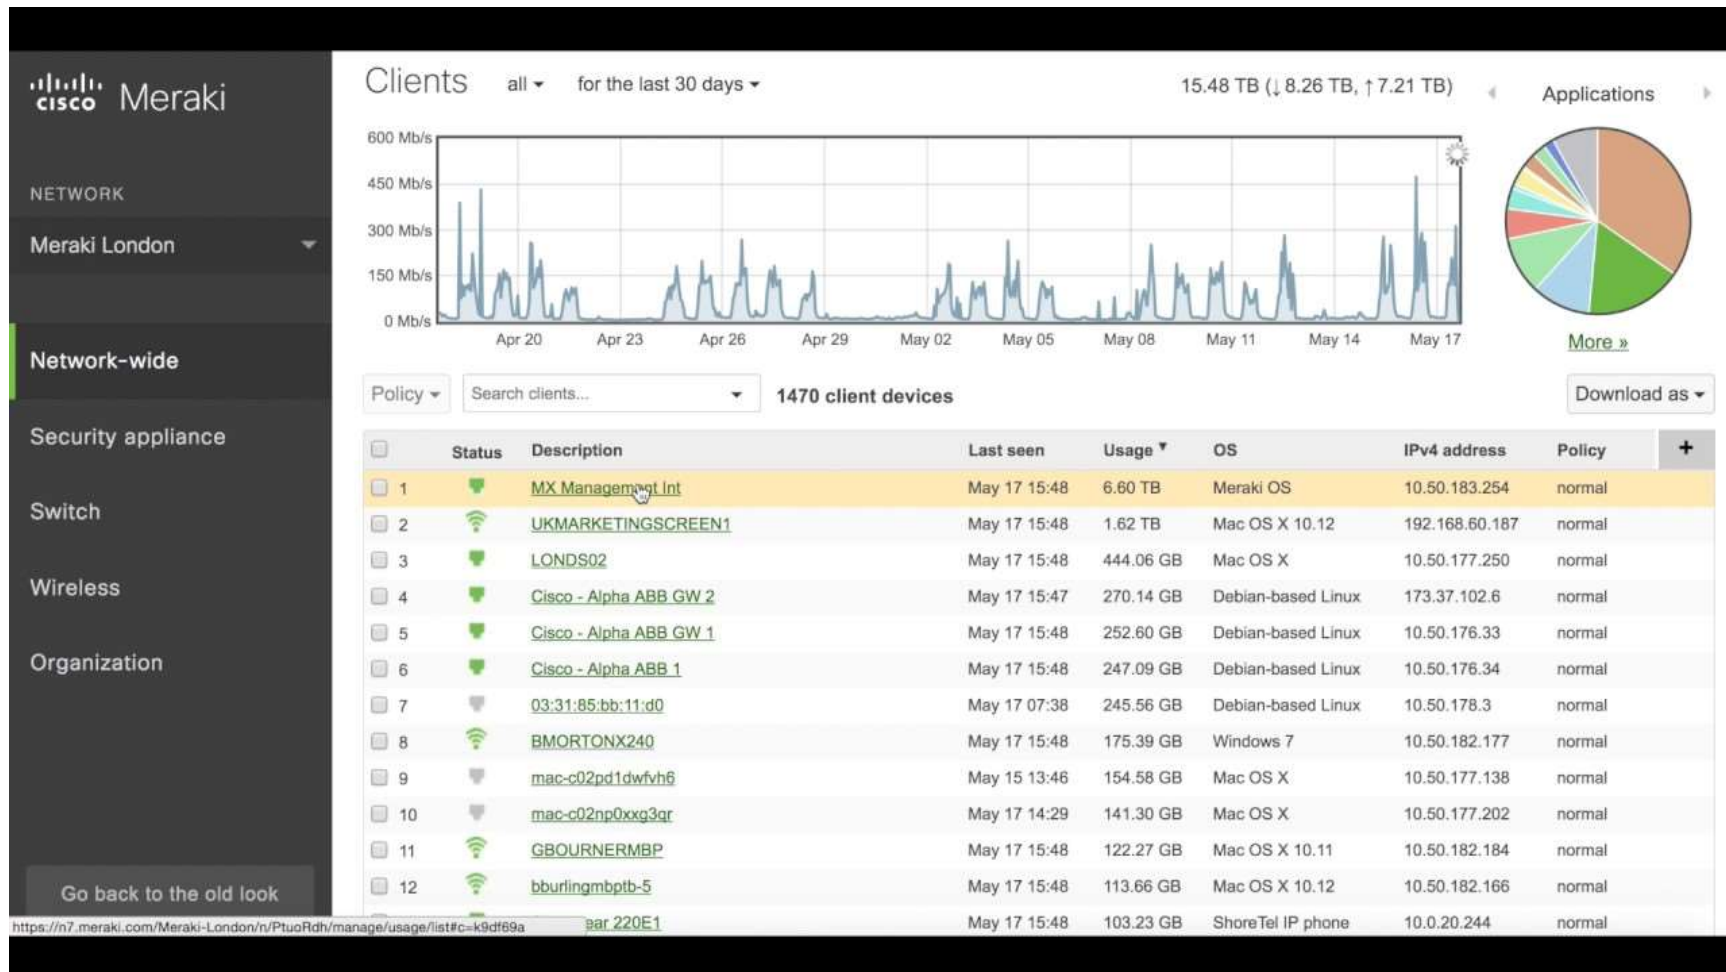 cisco Meraki
NETWORK
Meraki London
Network-wide
Security appliance
Switch
Wireless
Organization
Go back to the old look
https://n7.meraki.com/Meraki-London/n/PtuoRdh/manage/usage/list#c=k9df69a
Clients all for the last 30 days 15.48 TB (↓ 8.26 TB, ↑ 7.21 TB)
Applications
600 Mb/s
450 Mb/s
300 Mb/s
150 Mb/s
0 Mb/s
Apr 20 Apr 23 Apr 26 Apr 29 May 02 May 05 May 08 May 11 May 14 May 17
More »
Policy Search clients... 1470 client devices Download as
Status Description Last seen Usage ▼ OS IPv4 address Policy +
1 MX Management Int May 17 15:48 6.60 TB Meraki OS 10.50.183.254 normal
2 UKMARKETINGSCREEN1 May 17 15:48 1.62 TB Mac OS X 10.12 192.168.60.187 normal
3 LONDS02 May 17 15:48 444.06 GB Mac OS X 10.50.177.250 normal
4 Cisco - Alpha ABB GW 2 May 17 15:47 270.14 GB Debian-based Linux 173.37.102.6 normal
5 Cisco - Alpha ABB GW 1 May 17 15:48 252.60 GB Debian-based Linux 10.50.176.33 normal
6 Cisco - Alpha ABB 1 May 17 15:48 247.09 GB Debian-based Linux 10.50.176.34 normal
7 03:31:85:bb:11:d0 May 17 07:38 245.56 GB Debian-based Linux 10.50.178.3 normal
8 BMORTONX240 May 17 15:48 175.39 GB Windows 7 10.50.182.177 normal
9 mac-c02pd1dwfvh6 May 15 13:46 154.58 GB Mac OS X 10.50.177.138 normal
10 mac-c02np0xxg3qr May 17 14:29 141.30 GB Mac OS X 10.50.177.202 normal
11 GBOURNERMBP May 17 15:48 122.27 GB Mac OS X 10.11 10.50.182.184 normal
12 bburlingmbptb-5 May 17 15:48 113.66 GB Mac OS X 10.12 10.50.182.166 normal
220E1 May 17 15:48 103.23 GB ShoreTel IP phone 10.0.20.244 normal